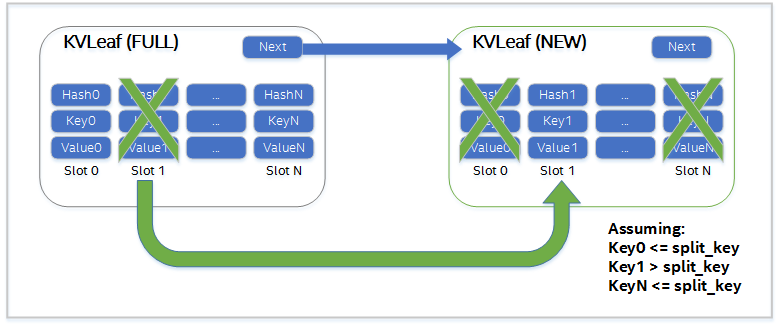 KVLeaf (FULL)
Next
Hash0 Hash1 ... HashN
Key0 Key1 ... KeyN
Value0 Value1 ... ValueN
Slot 0 Slot 1 Slot N
KVLeaf (NEW)
Next
Hash0 Hash1 ... HashN
Key0 Key1 ... KeyN
Value0 Value1 ... ValueN
Slot 0 Slot 1 Slot N
Assuming:
Key0 <= split_key
Key1 > split_key
KeyN <= split_key